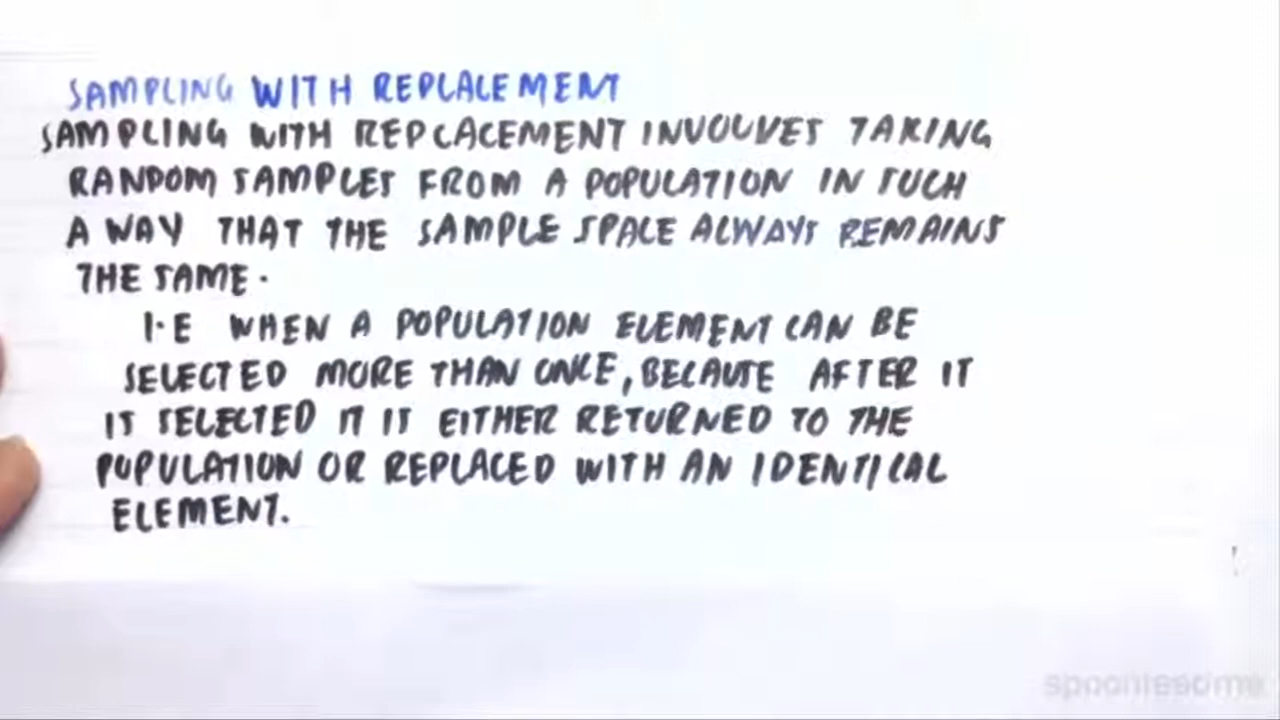 SAMPLING WITH REPLACEMENT
SAMPLING WITH REPLACEMENT INVOLVES TAKING
RANDOM SAMPLES FROM A POPULATION IN SUCH
A WAY THAT THE SAMPLE SPACE ALWAYS REMAINS
THE SAME.
I.E WHEN A POPULATION ELEMENT CAN BE
SELECTED MORE THAN ONCE, BECAUSE AFTER IT
IS SELECTED IT IS EITHER RETURNED TO THE
POPULATION OR REPLACED WITH AN IDENTICAL
ELEMENT.